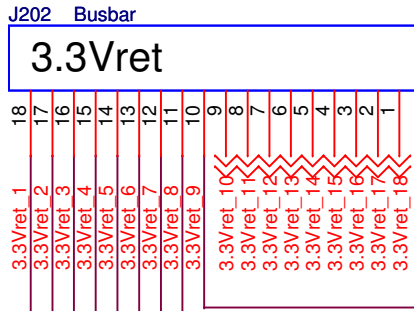 J202 Busbar
3.3Vret
18 17 16 15 14 13 12 11 10 9 8 7 6 5 4 3 2 1
3.3Vret_1
3.3Vret_2
3.3Vret_3
3.3Vret_4
3.3Vret_5
3.3Vret_6
3.3Vret_7
3.3Vret_8
3.3Vret_9
3.3Vret_10
3.3Vret_11
3.3Vret_12
3.3Vret_13
3.3Vret_14
3.3Vret_15
3.3Vret_16
3.3Vret_17
3.3Vret_18